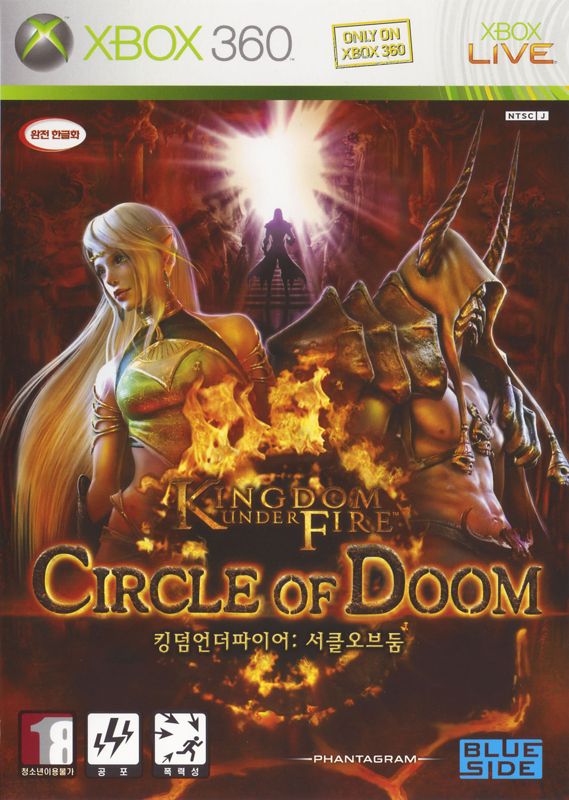 XBOX 360
ONLY ON
XBOX 360
XBOX
LIVE
NTSC J
완전 한글화
KINGDOM
UNDER FIRE™
CIRCLE OF DOOM
킹덤언더파이어: 서클오브둠
18
청소년이용불가
공포
폭력성
PHANTAGRAM
BLUE
SIDE